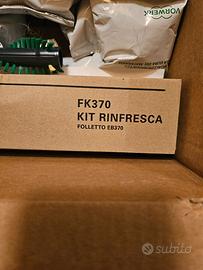 VORWERK
FK370
KIT RINFRESCA
FOLLETTO EB370
subito